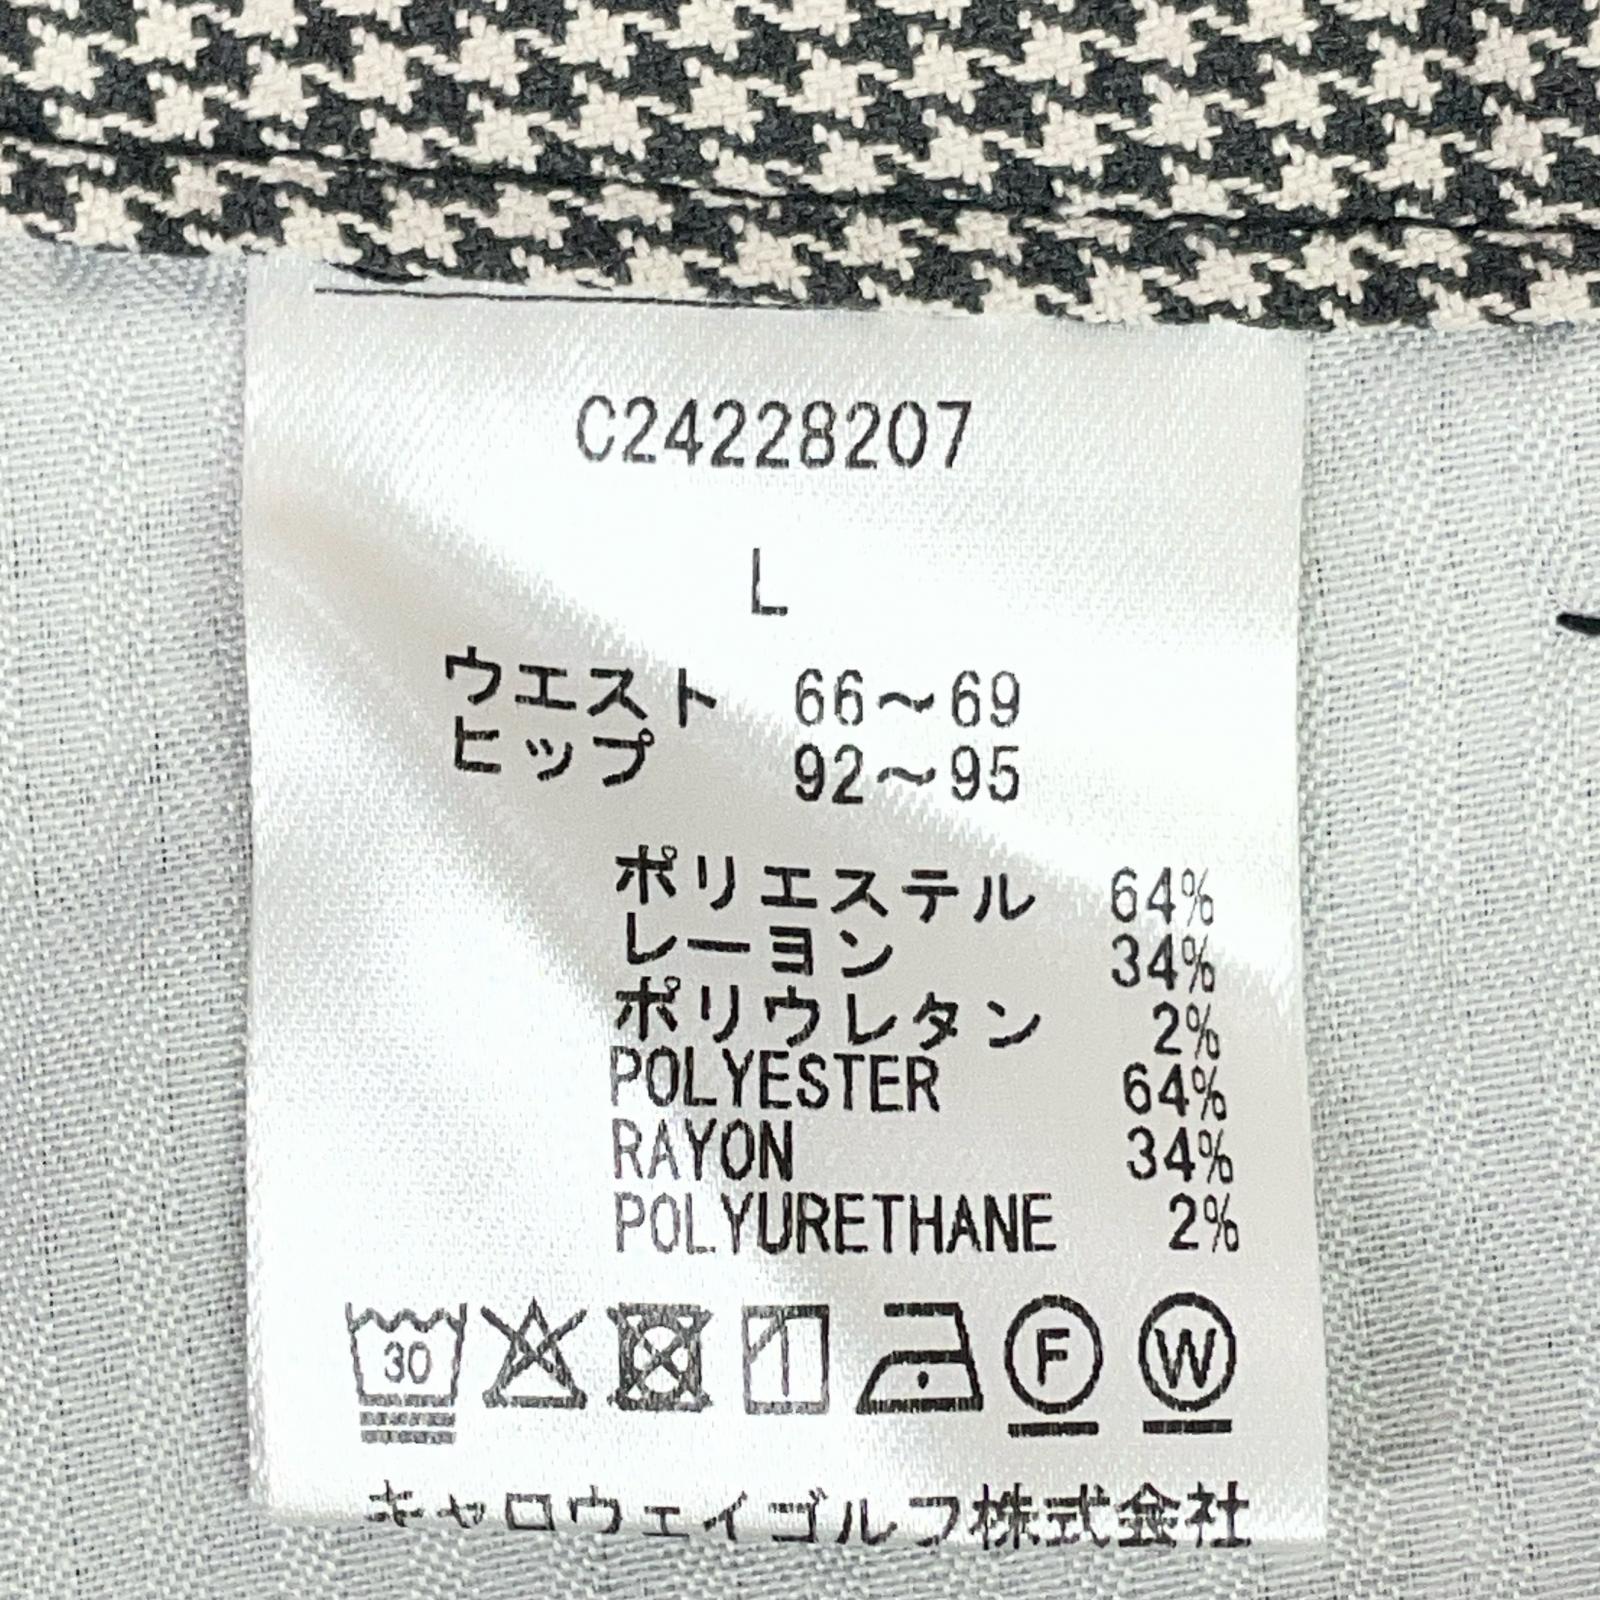 C24228207
L
ウエスト 66～69
ヒップ 92～95
ポリエステル 64%
レーヨン 34%
ポリウレタン 2%
POLYESTER 64%
RAYON 34%
POLYURETHANE 2%
30 F W
キャロウェイゴルフ株式会社